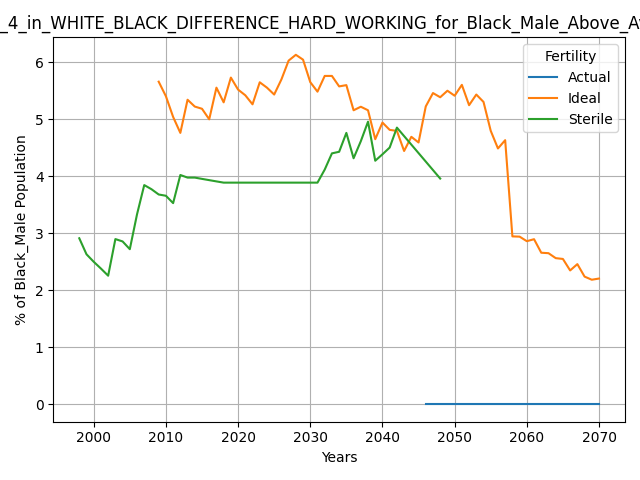 _4_in_WHITE_BLACK_DIFFERENCE_HARD_WORKING_for_Black_Male_Above_A
Fertility
Actual
Ideal
Sterile
% of Black_Male Population
6
5
4
3
2
1
0
2000 2010 2020 2030 2040 2050 2060 2070
Years